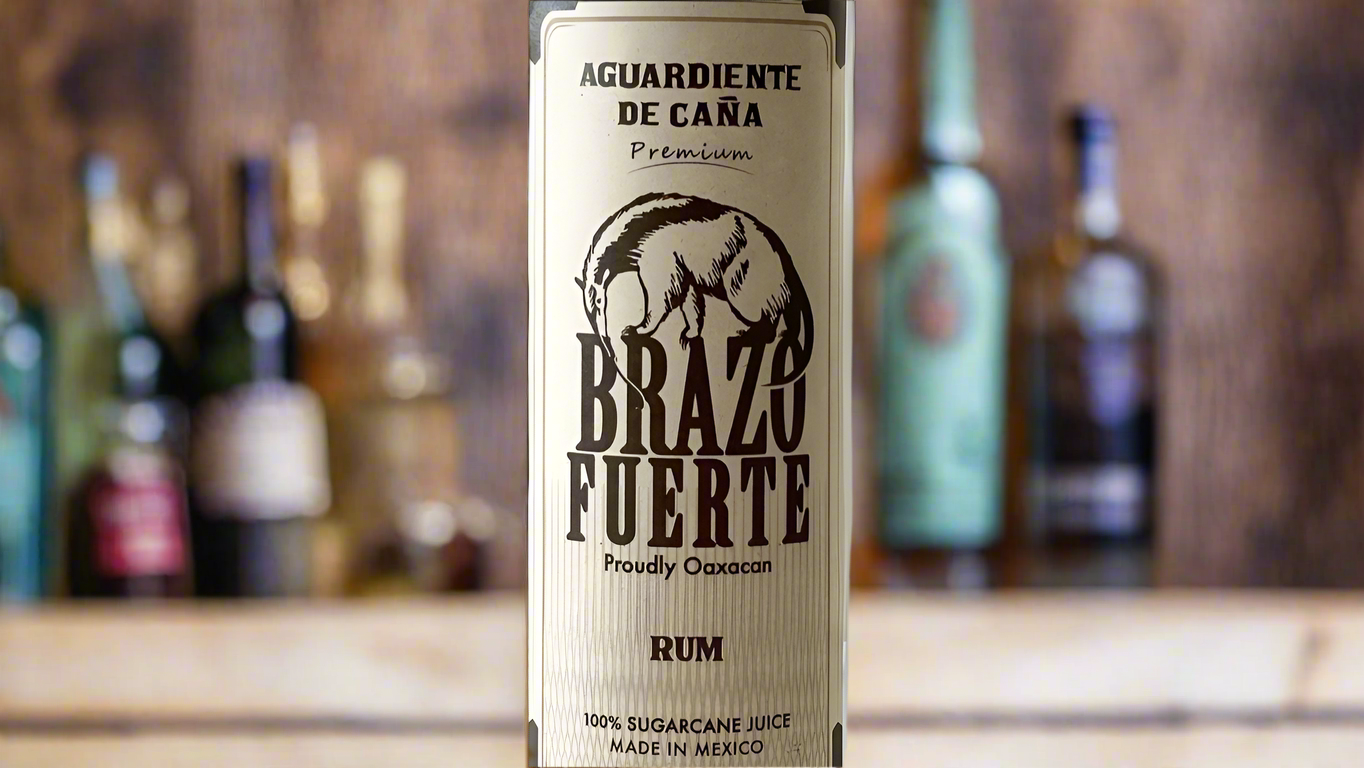 AGUARDIENTE
DE CAÑA
Premium
BRAZO
FUERTE
Proudly Oaxacan
RUM
100% SUGARCANE JUICE
MADE IN MEXICO